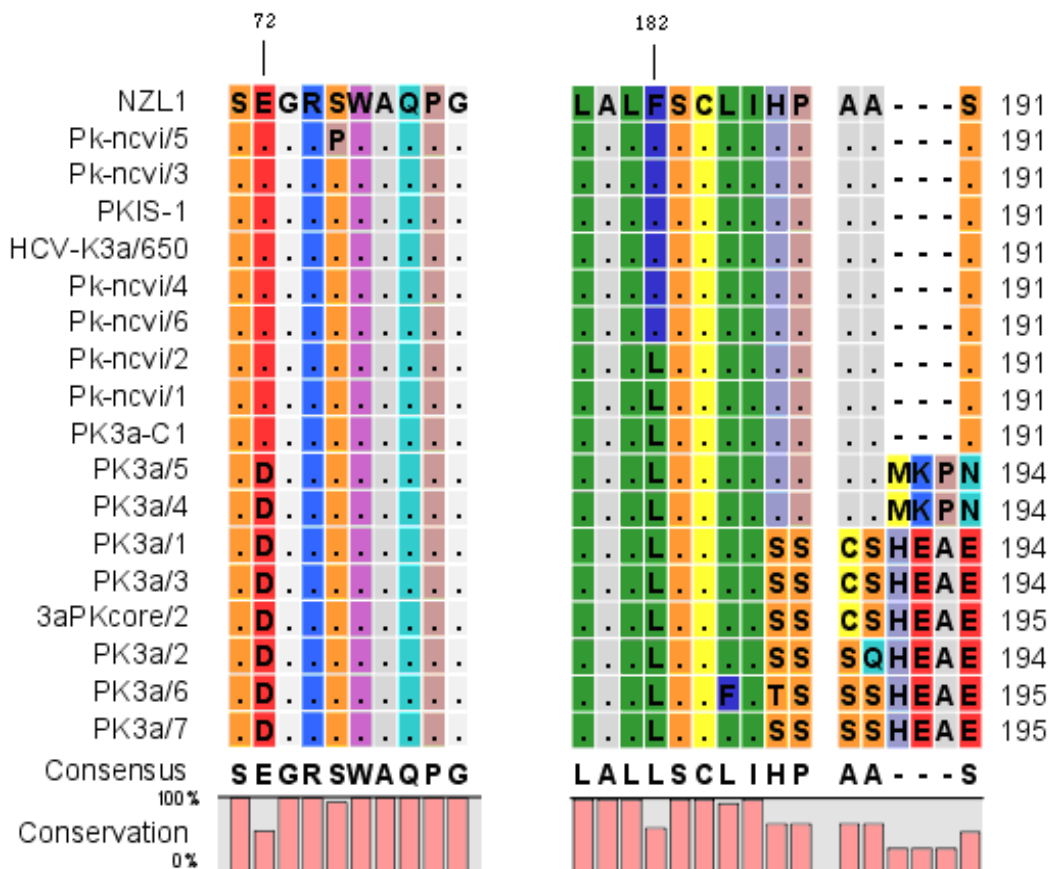 72 182
NZL1 S E G R S W A Q P G L A L F S C L I H P A A - - - S 191
Pk-ncvi/5 . . . . P . . . . . . . . . . . . . . . . . - - - . 191
Pk-ncvi/3 . . . . . . . . . . . . . . . . . . . . . . - - - . 191
PKIS-1 . . . . . . . . . . . . . . . . . . . . . . - - - . 191
HCV-K3a/650 . . . . . . . . . . . . . . . . . . . . . . - - - . 191
Pk-ncvi/4 . . . . . . . . . . . . . . . . . . . . . . - - - . 191
Pk-ncvi/6 . . . . . . . . . . . . . . . . . . . . . . - - - . 191
Pk-ncvi/2 . . . . . . . . . . . . . L . . . . . . . . - - - . 191
Pk-ncvi/1 . . . . . . . . . . . . . L . . . . . . . . - - - . 191
PK3a-C1 . . . . . . . . . . . . . L . . . . . . . . - - - . 191
PK3a/5 . D . . . . . . . . . . . L . . . . . . . . M K P N 194
PK3a/4 . D . . . . . . . . . . . L . . . . . . . . M K P N 194
PK3a/1 . D . . . . . . . . . . . L . . . . S S C S H E A E 194
PK3a/3 . D . . . . . . . . . . . L . . . . S S C S H E A E 194
3aPKcore/2 . D . . . . . . . . . . . L . . . . S S C S H E A E 195
PK3a/2 . D . . . . . . . . . . . L . . . . S S S Q H E A E 194
PK3a/6 . D . . . . . . . . . . . L . . F . T S S S H E A E 195
PK3a/7 . D . . . . . . . . . . . L . . . . S S S S H E A E 195
Consensus S E G R S W A Q P G L A L L S C L I H P A A - - - S
100%
Conservation
0%